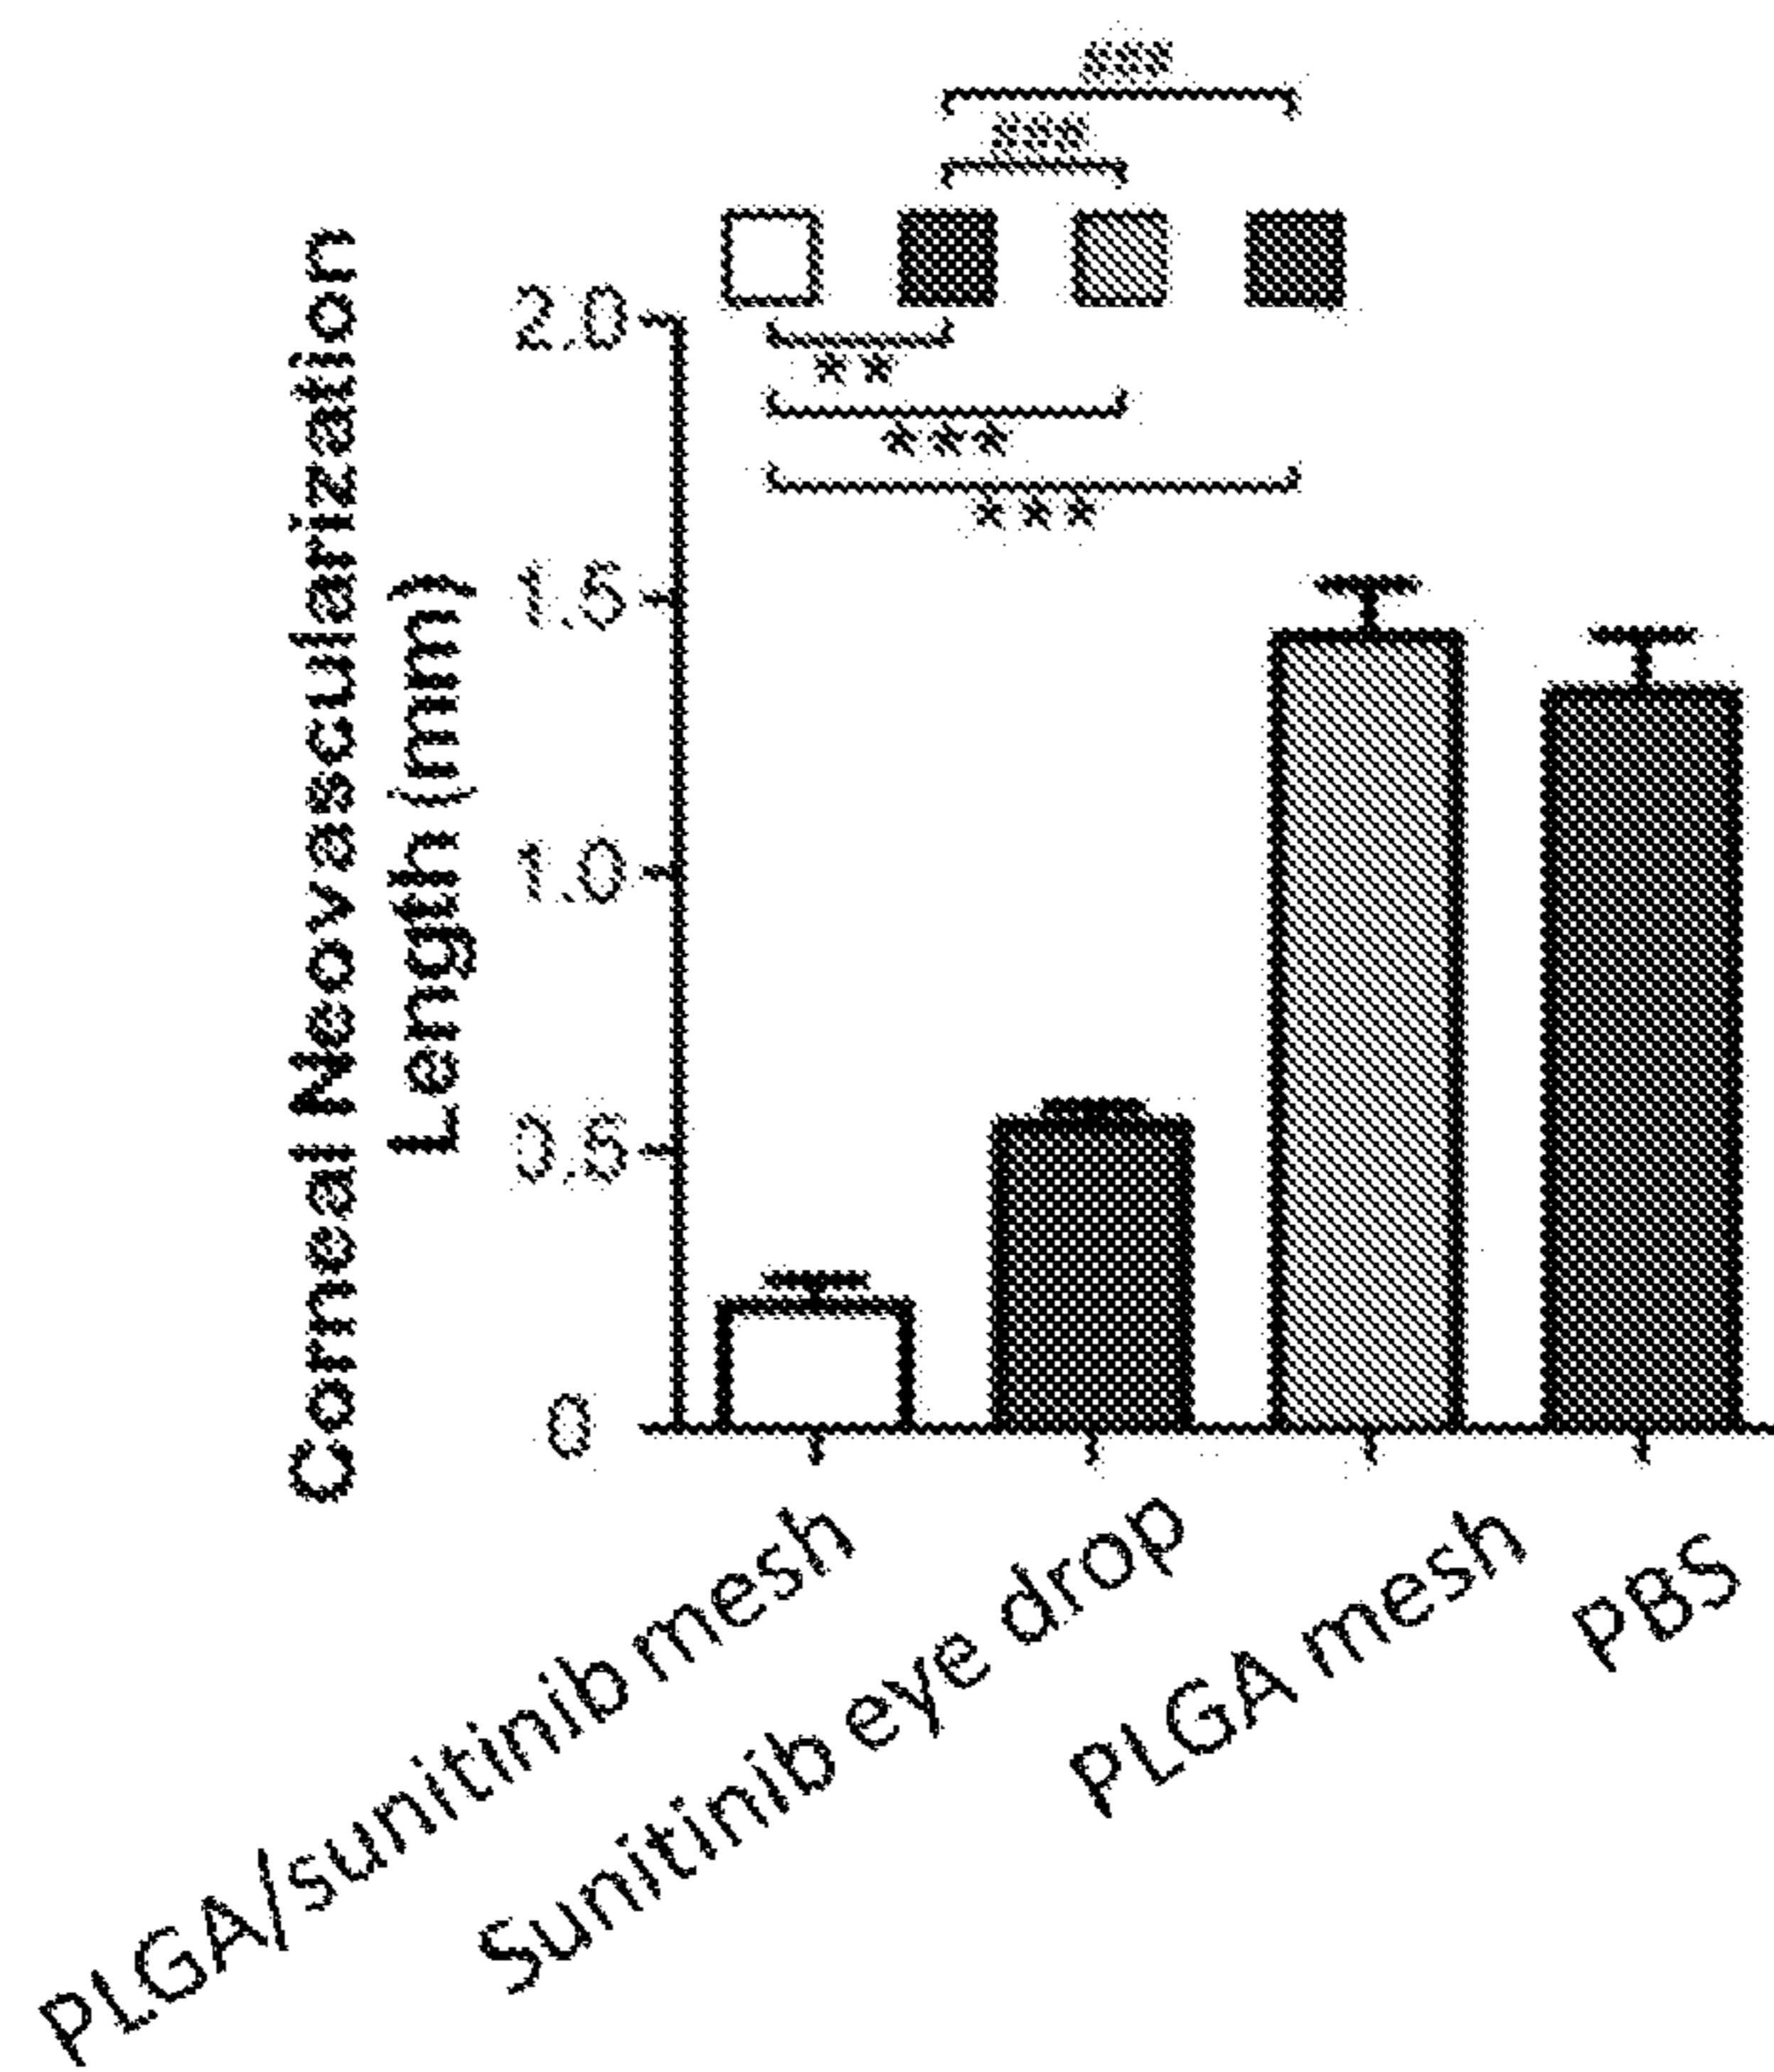 ###
###
2.0
**
***
***
1.5
1.0
0.5
0
Corneal Neovascularization
Length (mm)
PLGA/sunitinib mesh
Sunitinib eye drop
PLGA mesh
PBS